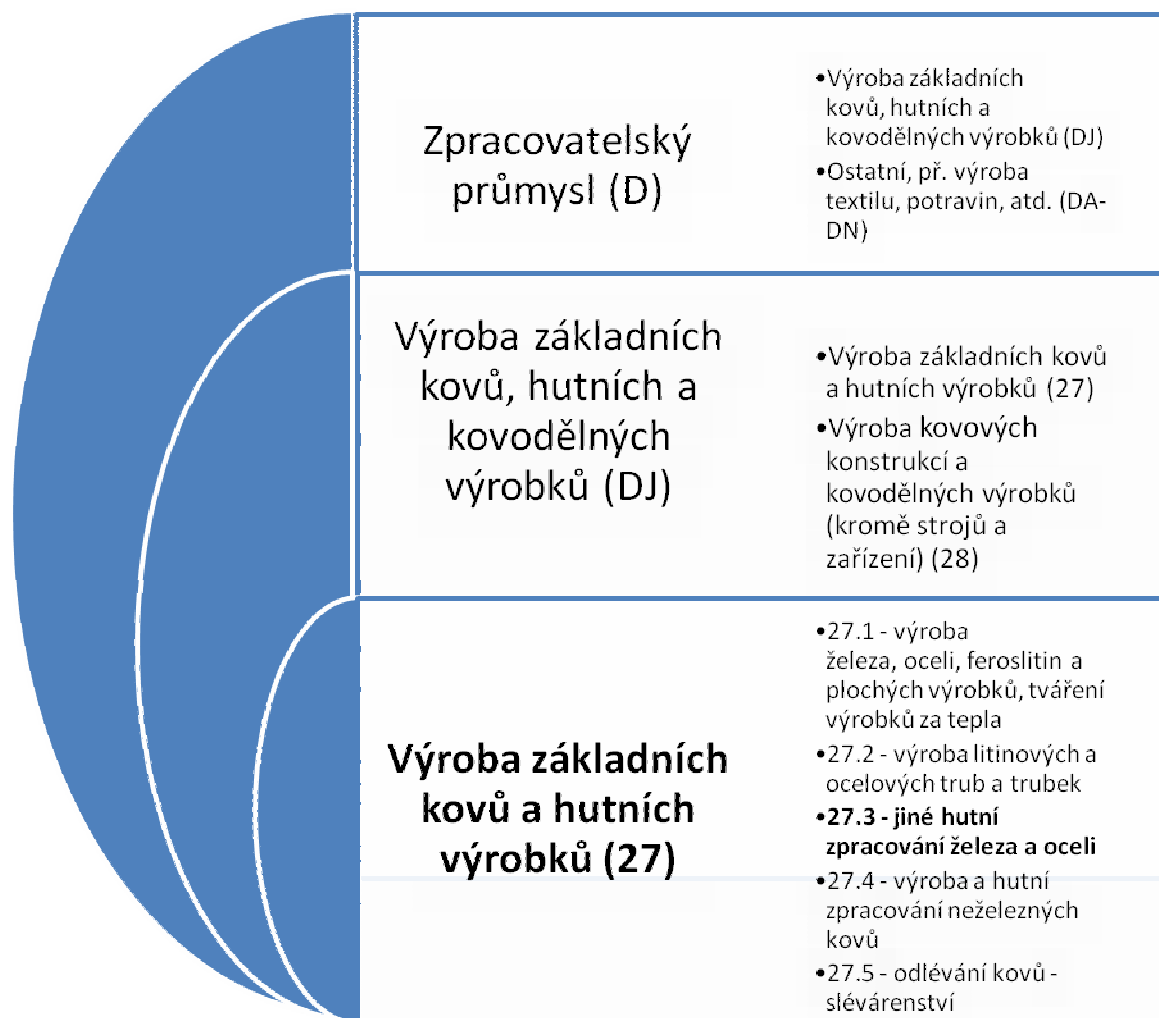 Zpracovatelský
průmysl (D)
•Výroba základních
kovů, hutních a
kovodělných výrobků (DJ)
•Ostatní, př. výroba
textilu, potravin, atd. (DA-
DN)
Výroba základních
kovů, hutních a
kovodělných
výrobků (DJ)
•Výroba základních kovů
a hutních výrobků (27)
•Výroba kovových
konstrukcí a
kovodělných výrobků
(kromě strojů a
zařízení) (28)
Výroba základních
kovů a hutních
výrobků (27)
•27.1 - výroba
železa, oceli, feroslitin a
plochých výrobků, tváření
výrobků za tepla
•27.2 - výroba litinových a
ocelových trub a trubek
•27.3 - jiné hutní
zpracování železa a oceli
•27.4 - výroba a hutní
zpracování neželezných
kovů
•27.5 - odlévání kovů -
slévárenství